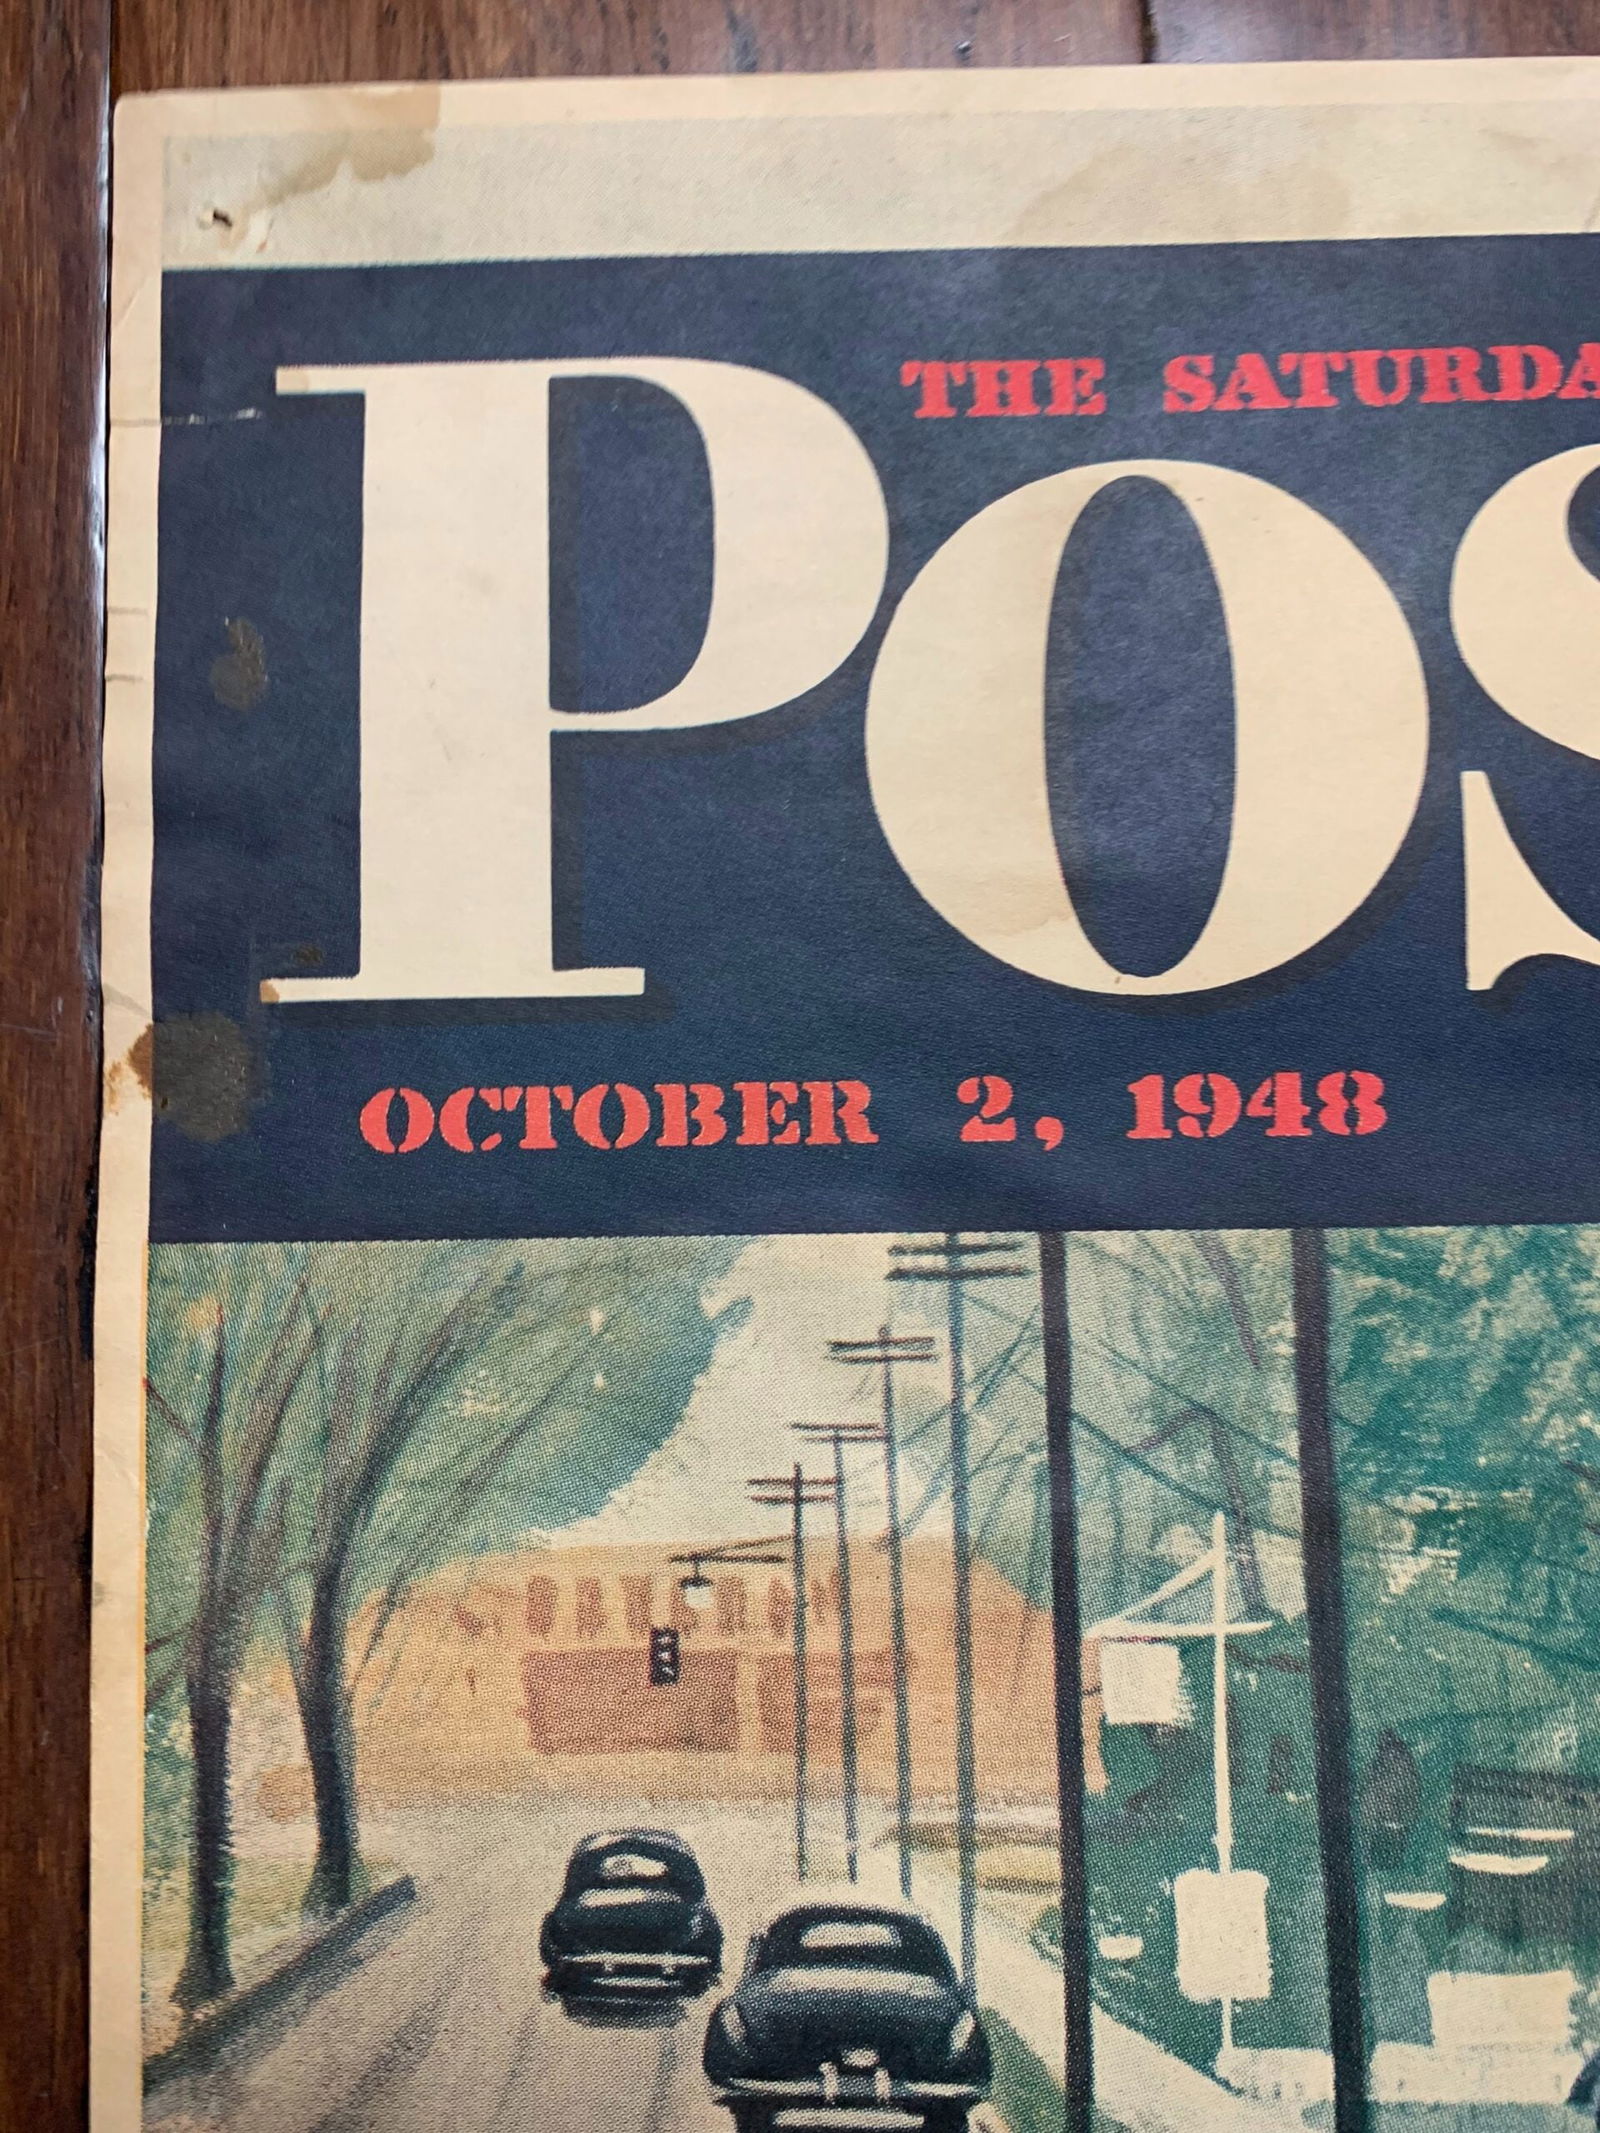 THE SATURDA
POS
OCTOBER 2, 1948